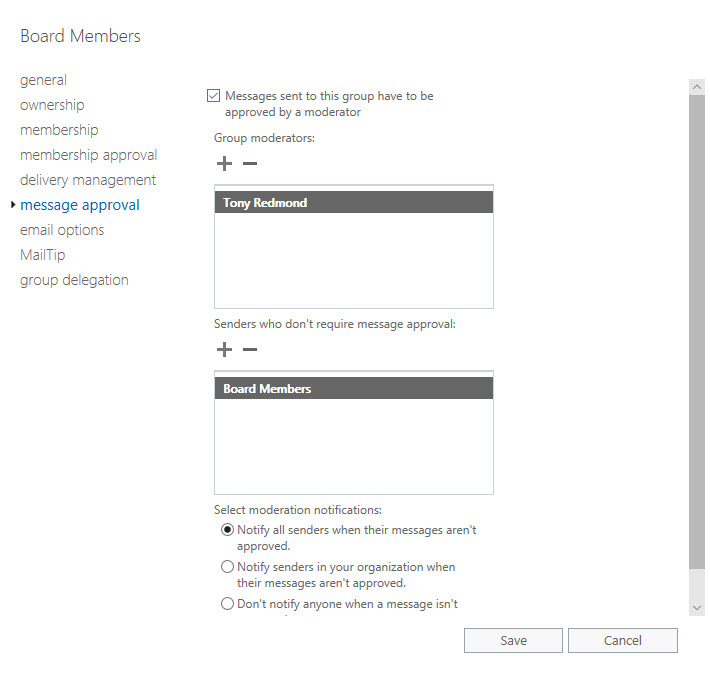 Board Members
general
ownership
membership
membership approval
delivery management
message approval
email options
MailTip
group delegation
Messages sent to this group have to be
approved by a moderator
Group moderators:
Tony Redmond
Senders who don't require message approval:
Board Members
Select moderation notifications:
Notify all senders when their messages aren't
approved.
Notify senders in your organization when
their messages aren't approved.
Don't notify anyone when a message isn't
Save
Cancel